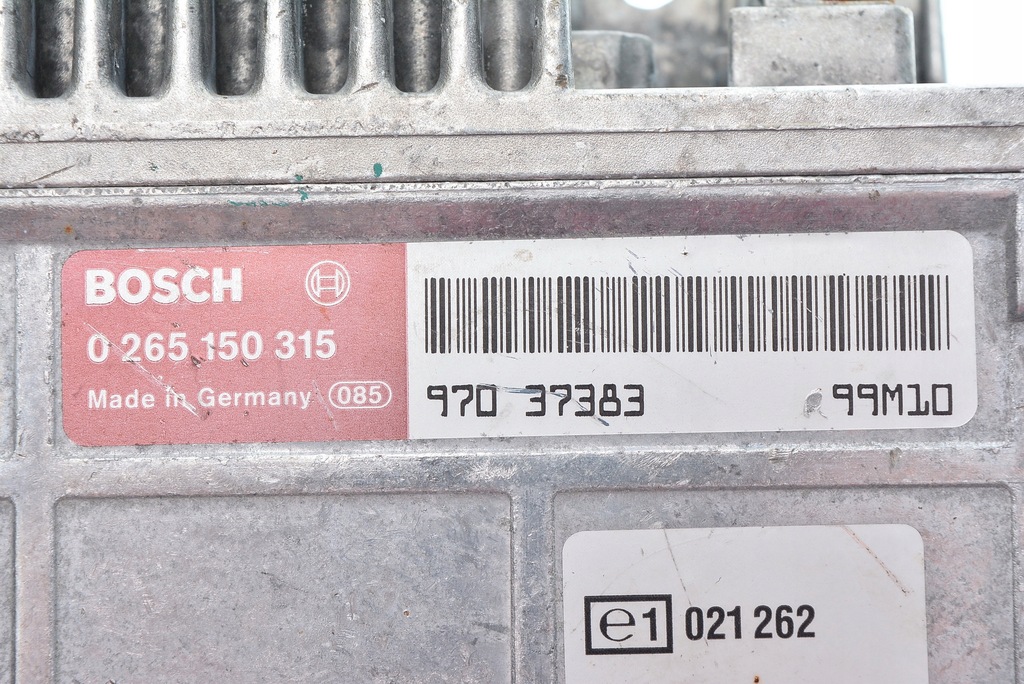 BOSCH
0 265 150 315
Made in Germany 085
970 37383 99M10
e1 021 262